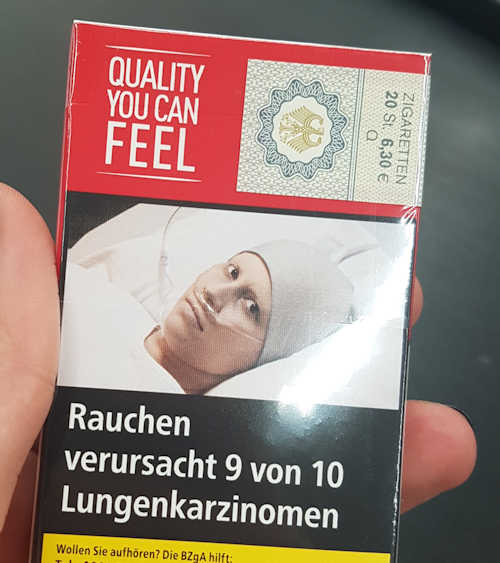 QUALITY
YOU CAN
FEEL
ZIGARETTEN
20 St. 6,30 €
Q
Rauchen
verursacht 9 von 10
Lungenkarzinomen
Wollen Sie aufhören? Die BZgA hilft: